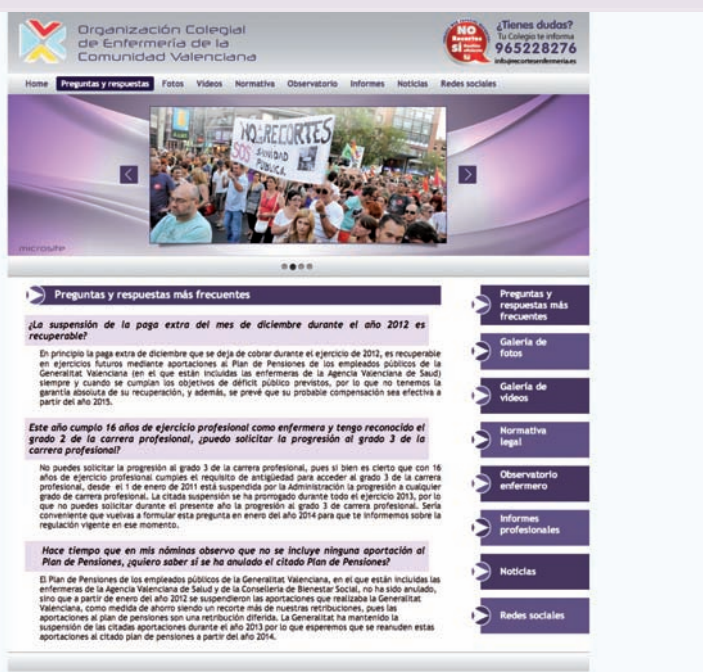 Organización Colegial
de Enfermería de la
Comunidad Valenciana
NO
Recortes
SÍ
¿Tienes dudas?
Tu Colegio te informa
965228276
info@recortesenfermeria.es
Home Preguntas y respuestas Fotos Vídeos Normativa Observatorio Informes Noticias Redes sociales
NO RECORTES
SOS SANIDAD
PÚBLICA.
microsite
Preguntas y respuestas más frecuentes
¿La suspensión de la paga extra del mes de diciembre durante el año 2012 es
recuperable?
En principio la paga extra de diciembre que se deja de cobrar durante el ejercicio de 2012, es recuperable
en ejercicios futuros mediante aportaciones al Plan de Pensiones de los empleados públicos de la
Generalitat Valenciana (en el que están incluidas las enfermeras de la Agencia Valenciana de Saud)
siempre y cuando se cumplan los objetivos de déficit público previstos, por lo que no tenemos la
garantía absoluta de su recuperación, y además, se prevé que su probable compensación sea efectiva a
partir del año 2015.
Este año cumplo 16 años de ejercicio profesional como enfermera y tengo reconocido el
grado 2 de la carrera profesional, ¿puedo solicitar la progresión al grado 3 de la
carrera profesional?
No puedes solicitar la progresión al grado 3 de la carrera profesional, pues si bien es cierto que con 16
años de ejercicio profesional cumples el requisito de antigüedad para acceder al grado 3 de la carrera
profesional, desde el 1 de enero de 2011 está suspendida por la Administración la progresión a cualquier
grado de carrera profesional. La citada suspensión se ha prorrogado durante todo el ejercicio 2013, por lo
que no puedes solicitar durante el presente año la progresión al grado 3 de carrera profesional. Sería
conveniente que vuelvas a formular esta pregunta en enero del año 2014 para que te informemos sobre la
regulación vigente en ese momento.
Hace tiempo que en mis nóminas observo que no se incluye ninguna aportación al
Plan de Pensiones, ¿quiero saber sí se ha anulado el citado Plan de Pensiones?
El Plan de Pensiones de los empleados públicos de la Generalitat Valenciana, en el que están incluidas las
enfermeras de la Agencia Valenciana de Salud y de la Conselleria de Bienestar Social, no ha sido anulado,
sino que a partir de enero del año 2012 se suspendieron las aportaciones que realizaba la Generalitat
Valenciana, como medida de ahorro siendo un recorte más de nuestras retribuciones, pues las
aportaciones al plan de pensiones son una retribución diferida. La Generalitat ha mantenido la
suspensión de las citadas aportaciones durante el año 2013 por lo que esperemos que se reanuden estas
aportaciones al citado plan de pensiones a partir del año 2014.
Preguntas y
respuestas más
frecuentes
Galería de
fotos
Galería de
vídeos
Normativa
legal
Observatorio
enfermero
Informes
profesionales
Noticias
Redes sociales